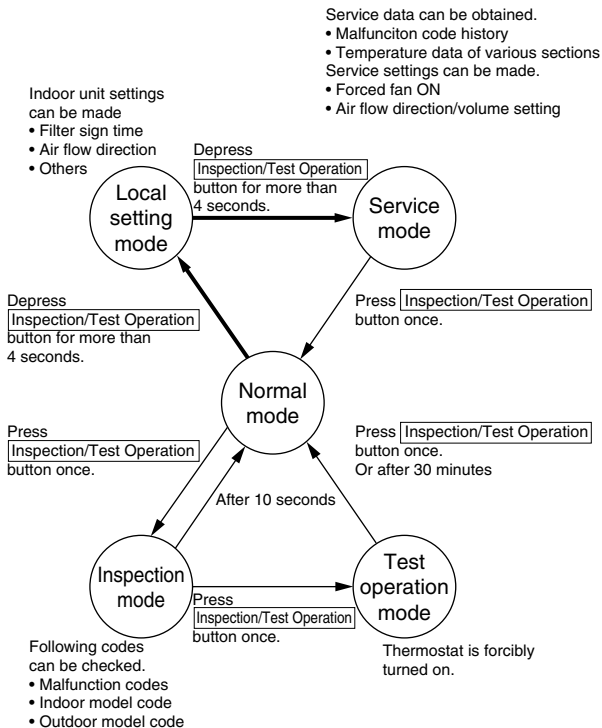 Service data can be obtained.
• Malfunciton code history
• Temperature data of various sections
Service settings can be made.
• Forced fan ON
• Air flow direction/volume setting
Indoor unit settings
can be made
• Filter sign time
• Air flow direction
• Others
Depress
Inspection/Test Operation
button for more than
4 seconds.
Local
setting
mode
Service
mode
Depress
Inspection/Test Operation
button for more than
4 seconds.
Press Inspection/Test Operation
button once.
Normal
mode
Press
Inspection/Test Operation
button once.
Press Inspection/Test Operation
button once.
Or after 30 minutes
After 10 seconds
Inspection
mode
Test
operation
mode
Press
Inspection/Test Operation
button once.
Following codes
can be checked.
• Malfunction codes
• Indoor model code
• Outdoor model code
Thermostat is forcibly
turned on.